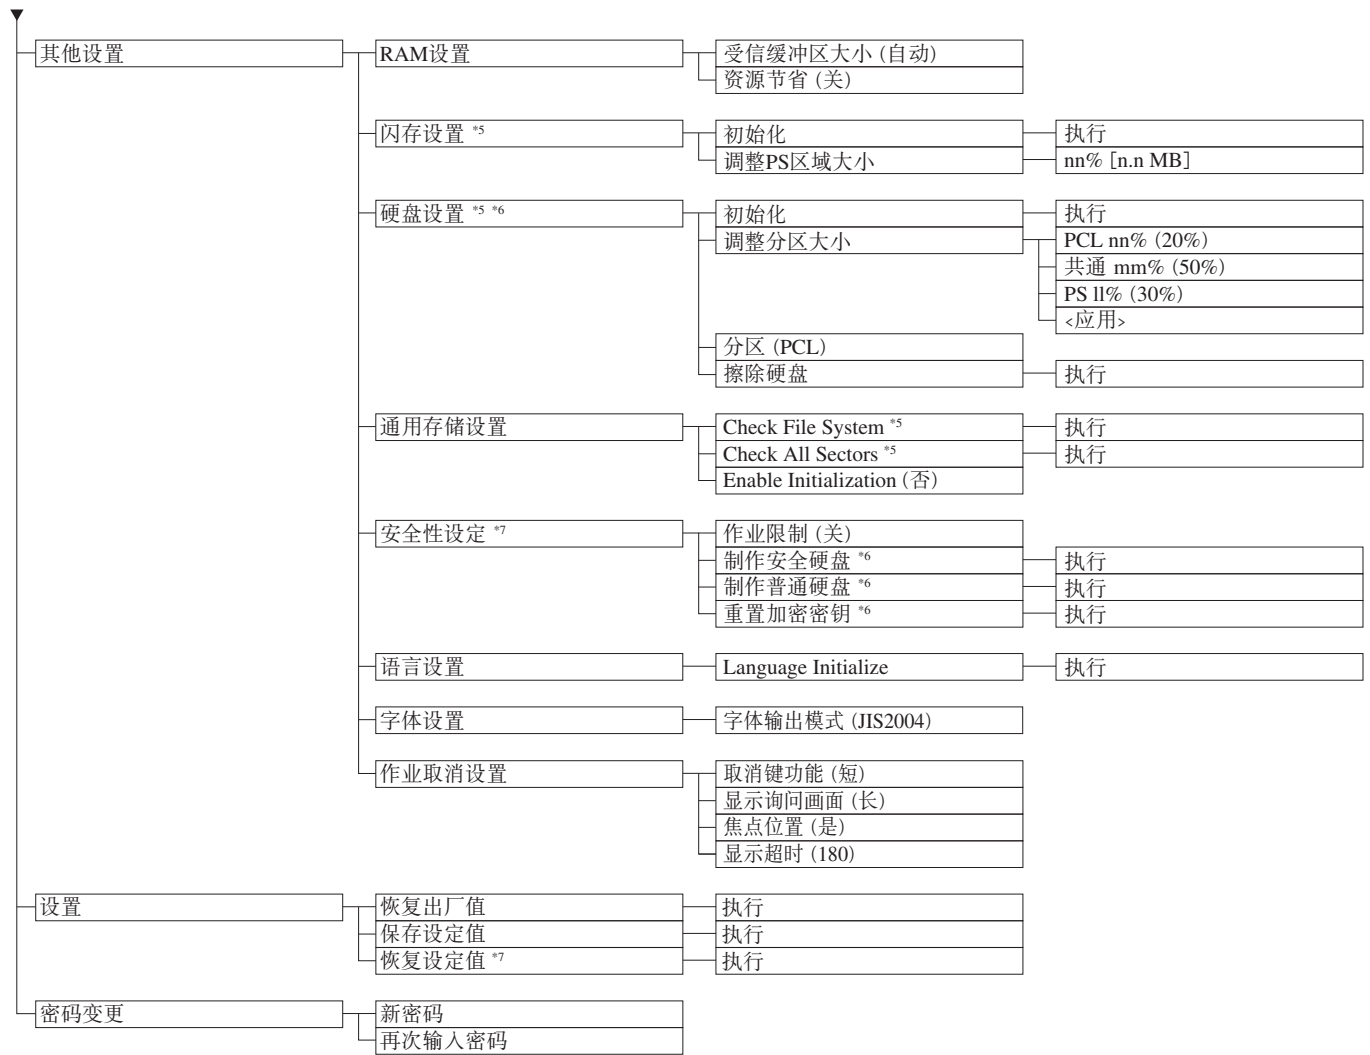 其他设置
RAM设置
受信缓冲区大小 (自动)
资源节省 (关)
闪存设置 *5
初始化
执行
调整PS区域大小
nn% [n.n MB]
硬盘设置 *5 *6
初始化
执行
调整分区大小
PCL nn% (20%)
共通 mm% (50%)
PS ll% (30%)
<应用>
分区 (PCL)
擦除硬盘
执行
通用存储设置
Check File System *5
执行
Check All Sectors *5
执行
Enable Initialization (否)
安全性设定 *7
作业限制 (关)
制作安全硬盘 *6
执行
制作普通硬盘 *6
执行
重置加密密钥 *6
执行
语言设置
Language Initialize
执行
字体设置
字体输出模式 (JIS2004)
作业取消设置
取消键功能 (短)
显示询问画面 (长)
焦点位置 (是)
显示超时 (180)
设置
恢复出厂值
执行
保存设定值
执行
恢复设定值 *7
执行
密码变更
新密码
再次输入密码